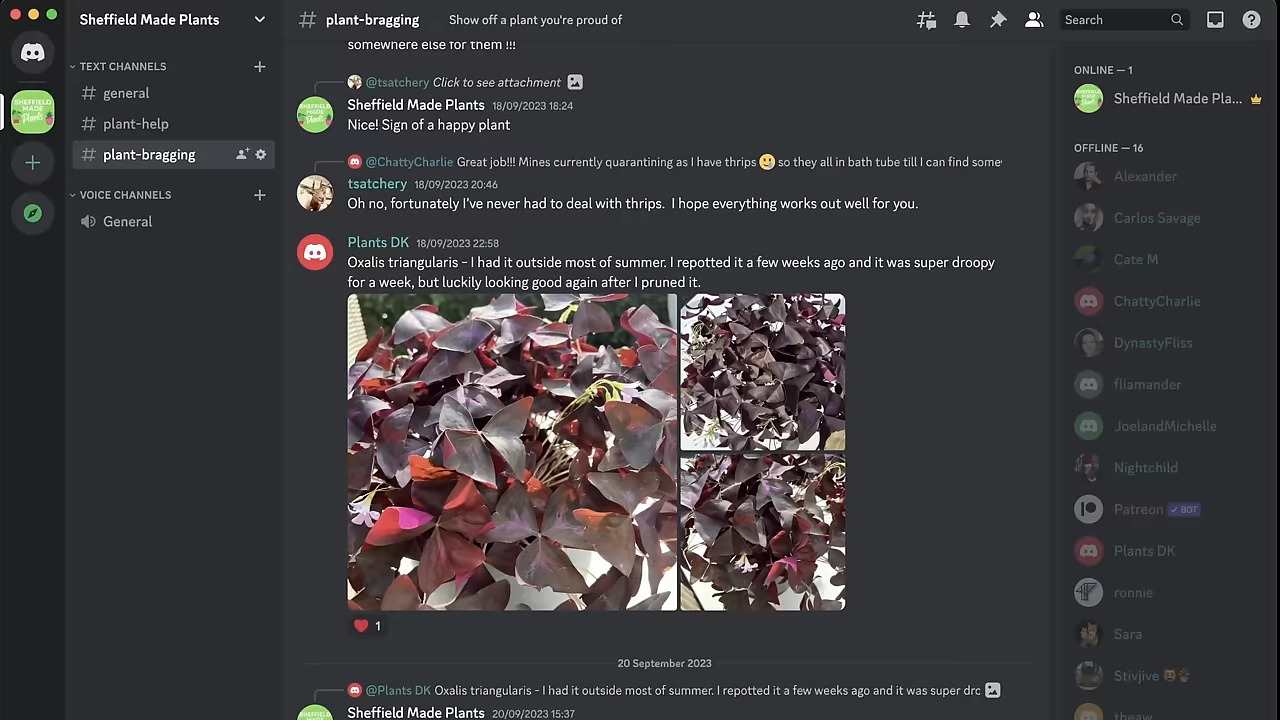 Sheffield Made Plants
plant-bragging
Show off a plant you're proud of
Search
TEXT CHANNELS
general
plant-help
plant-bragging
VOICE CHANNELS
General
SHEFFIELD
MADE
Plants
somewhere else for them !!!
@tsatchery Click to see attachment
Sheffield Made Plants 18/09/2023 18:24
Nice! Sign of a happy plant
@ChattyCharlie Great job!!! Mines currently quarantining as I have thrips 🥲 so they all in bath tube till I can find some
tsatchery 18/09/2023 20:46
Oh no, fortunately I've never had to deal with thrips. I hope everything works out well for you.
Plants DK 18/09/2023 22:58
Oxalis triangularis - I had it outside most of summer. I repotted it a few weeks ago and it was super droopy
for a week, but luckily looking good again after I pruned it.
❤️ 1
20 September 2023
@Plants DK Oxalis triangularis - I had it outside most of summer. I repotted it a few weeks ago and it was super dro
Sheffield Made Plants 20/09/2023 15:37
ONLINE — 1
Sheffield Made Pla...
OFFLINE — 16
Alexander
Carlos Savage
Cate M
ChattyCharlie
DynastyFliss
fliamander
JoelandMichelle
Nightchild
Patreon ✓ BOT
Plants DK
ronnie
Sara
Stivjive
theaw